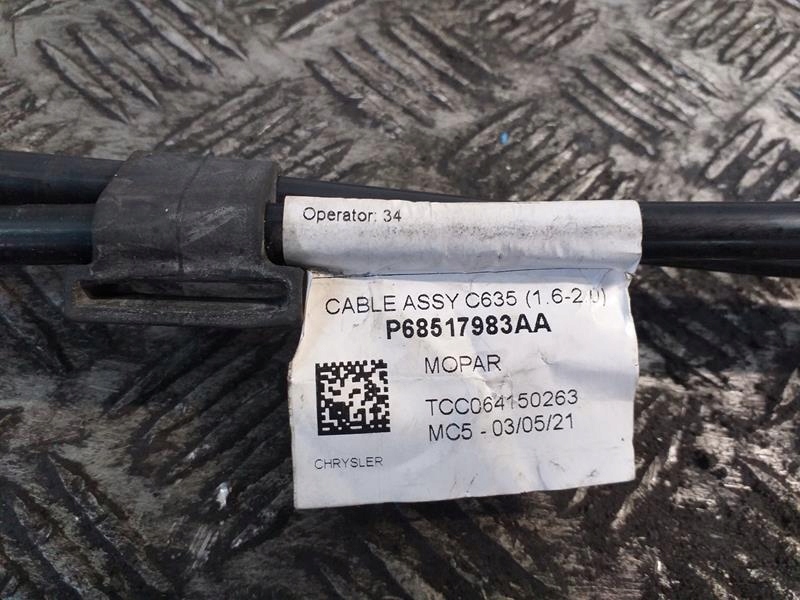 Operator: 34
CABLE ASSY C635 (1.6-2.0)
P68517983AA
MOPAR
TCC064150263
MC5 - 03/05/21
CHRYSLER